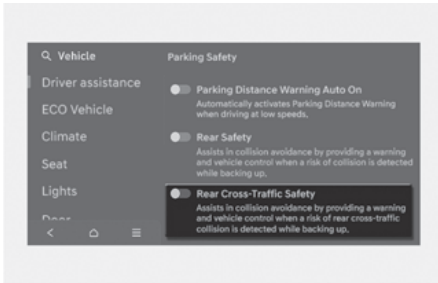 Vehicle
Parking Safety
Driver assistance
ECO Vehicle
Climate
Seat
Lights
Door
Parking Distance Warning Auto On
Automatically activates Parking Distance Warning
when driving at low speeds.
Rear Safety
Assists in collision avoidance by providing a warning
and vehicle control when a risk of collision is detected
while backing up.
Rear Cross-Traffic Safety
Assists in collision avoidance by providing a warning
and vehicle control when a risk of rear cross-traffic
collision is detected while backing up.